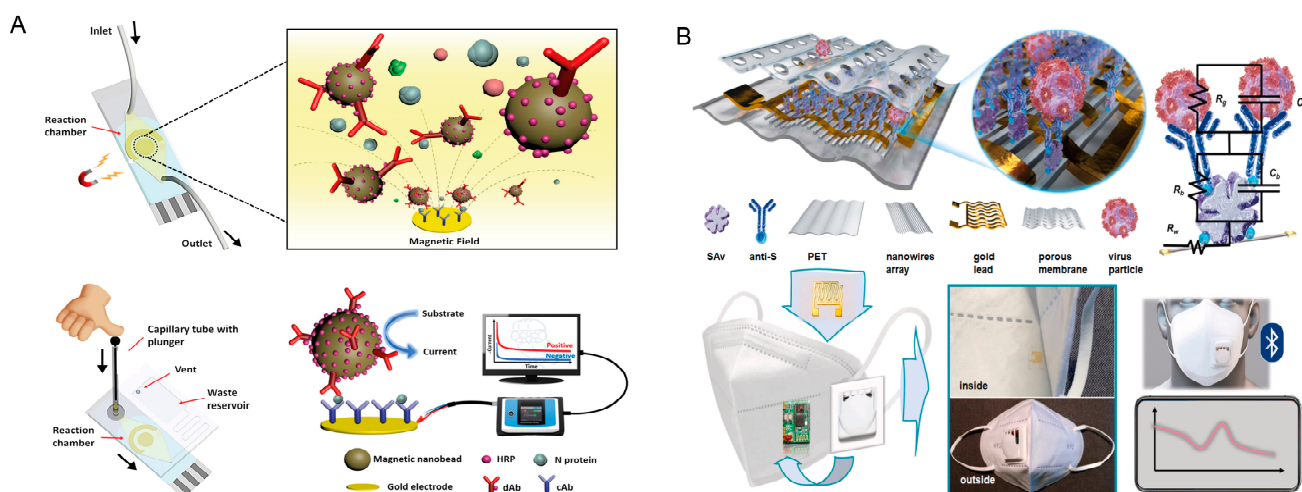 A
Inlet
Reaction
chamber
Outlet
Magnetic Field
Capillary tube with
plunger
Vent
Waste
reservoir
Reaction
chamber
Substrate
Current
Current
Positive
Negative
Time
Magnetic nanobead
HRP
N protein
Gold electrode
dAb
cAb
B
Rg
C
Rb
Cb
Rw
SAv
anti-S
PET
nanowires
array
gold
lead
porous
membrane
virus
particle
inside
outside